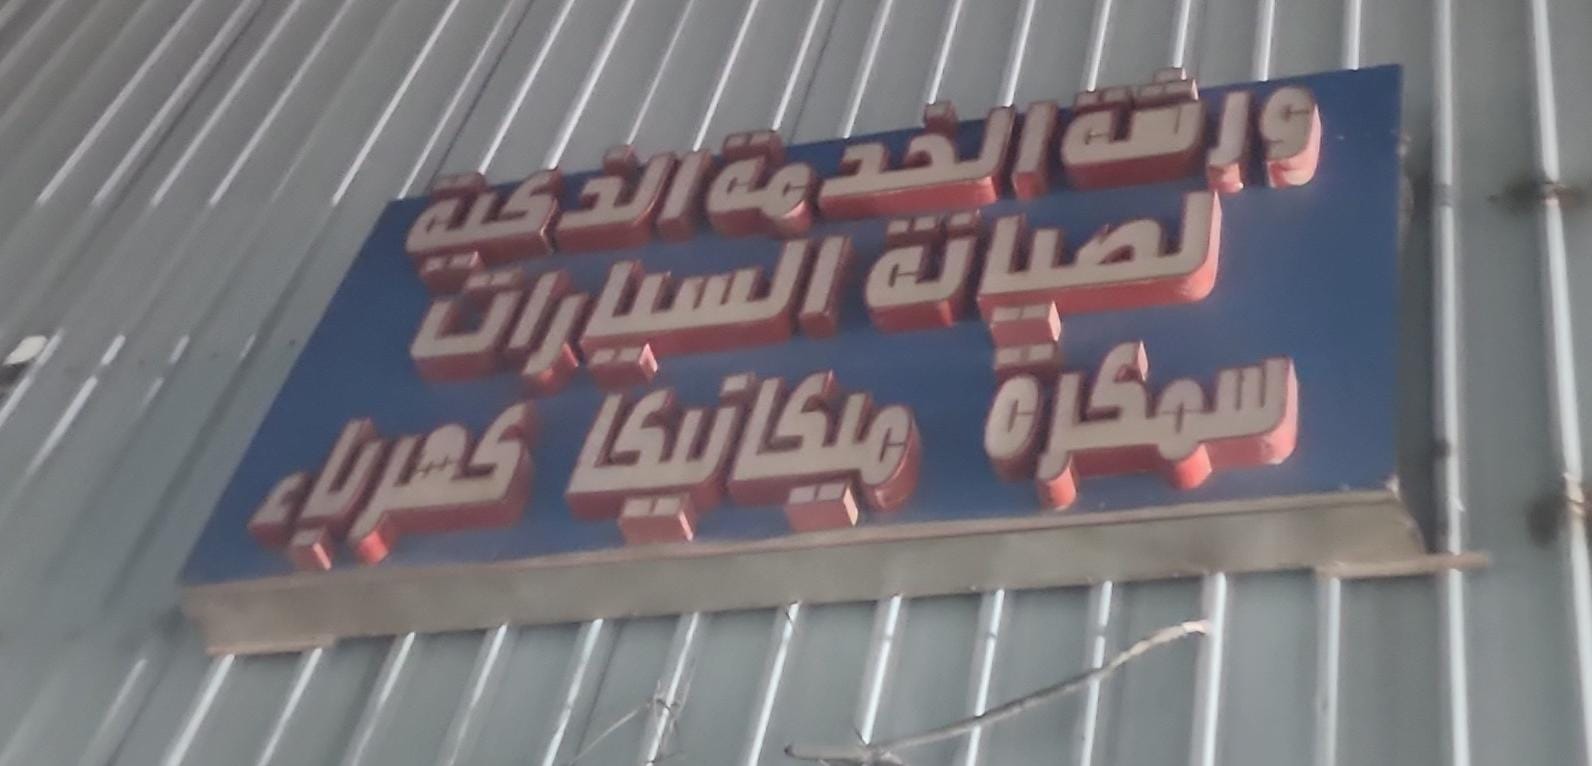 ورشة الخدمة الذكية
لصيانة السيارات
سمكرة ميكانيكا كهرباء